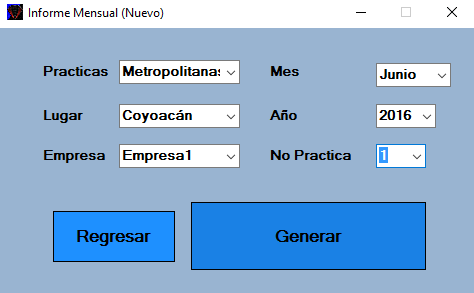 Informe Mensual (Nuevo)
Practicas Metropolitanas Mes Junio
Lugar Coyoacán Año 2016
Empresa Empresa1 No Practica 1
Regresar Generar